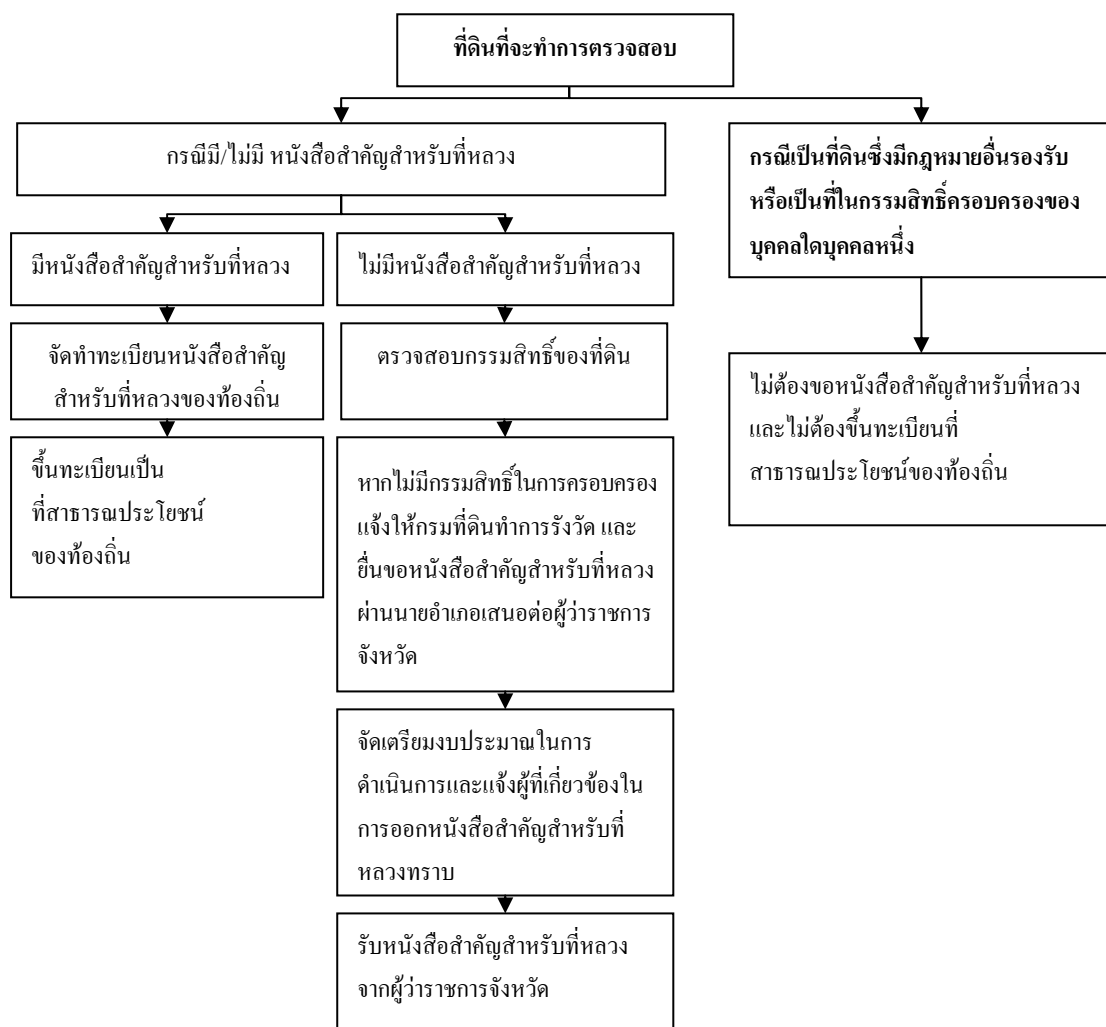 ที่ดินที่จะทำการตรวจสอบ
กรณีมี/ไม่มี หนังสือสำคัญสำหรับที่หลวง
กรณีเป็นที่ดินซึ่งมีกฎหมายอื่นรองรับ
หรือเป็นที่ในกรรมสิทธิ์ครอบครองของ
บุคคลใดบุคคลหนึ่ง
มีหนังสือสำคัญสำหรับที่หลวง
ไม่มีหนังสือสำคัญสำหรับที่หลวง
จัดทำทะเบียนหนังสือสำคัญ
สำหรับที่หลวงของท้องถิ่น
ตรวจสอบกรรมสิทธิ์ของที่ดิน
ไม่ต้องขอหนังสือสำคัญสำหรับที่หลวง
และไม่ต้องขึ้นทะเบียนที่
สาธารณประโยชน์ของท้องถิ่น
ขึ้นทะเบียนเป็น
ที่สาธารณประโยชน์
ของท้องถิ่น
หากไม่มีกรรมสิทธิ์ในการครอบครอง
แจ้งให้กรมที่ดินทำการรังวัด และ
ยื่นขอหนังสือสำคัญสำหรับที่หลวง
ผ่านนายอำเภอเสนอต่อผู้ว่าราชการ
จังหวัด
จัดเตรียมงบประมาณในการ
ดำเนินการและแจ้งผู้ที่เกี่ยวข้องใน
การออกหนังสือสำคัญสำหรับที่
หลวงทราบ
รับหนังสือสำคัญสำหรับที่หลวง
จากผู้ว่าราชการจังหวัด